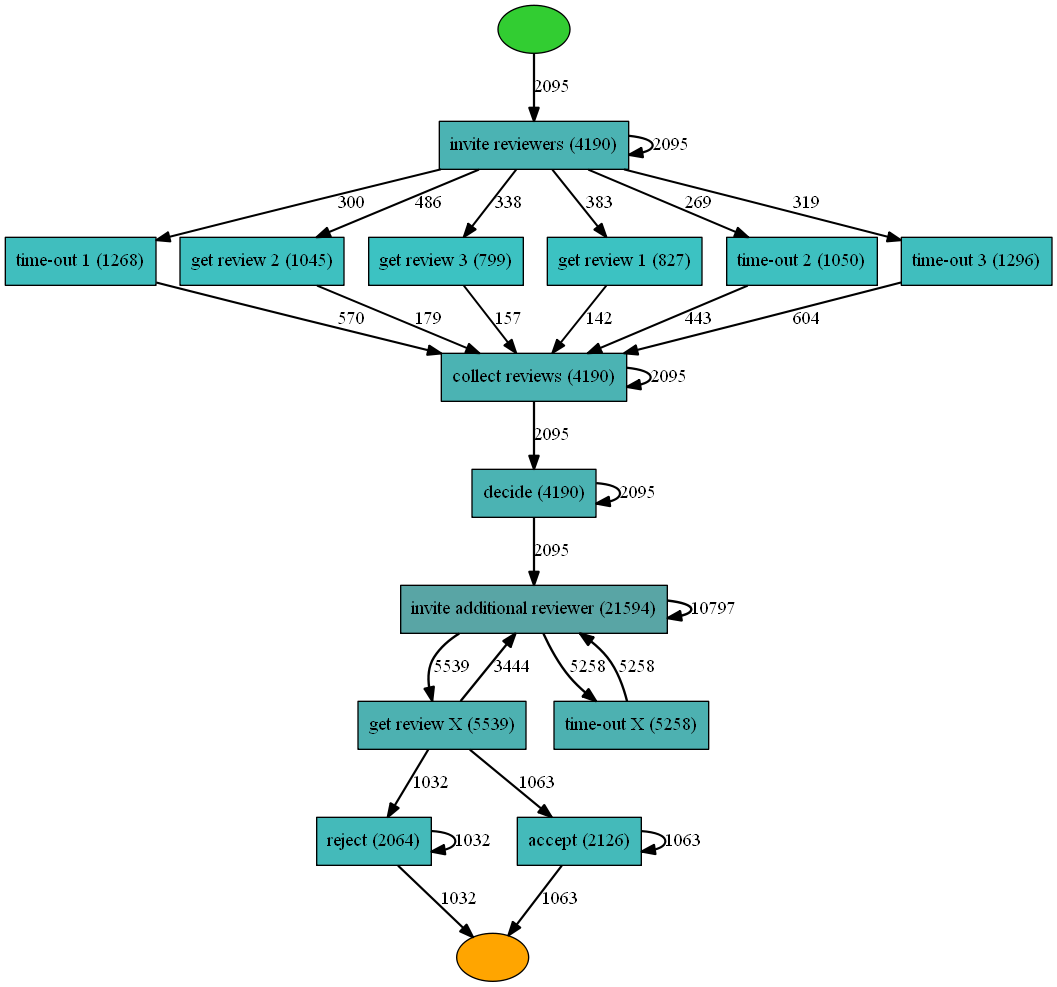 2095
invite reviewers (4190)
2095
300
486
338
383
269
319
time-out 1 (1268)
get review 2 (1045)
get review 3 (799)
get review 1 (827)
time-out 2 (1050)
time-out 3 (1296)
570
179
157
142
443
604
collect reviews (4190)
2095
2095
decide (4190)
2095
2095
invite additional reviewer (21594)
10797
5539
3444
5258
5258
get review X (5539)
time-out X (5258)
1032
1063
reject (2064)
1032
accept (2126)
1063
1032
1063